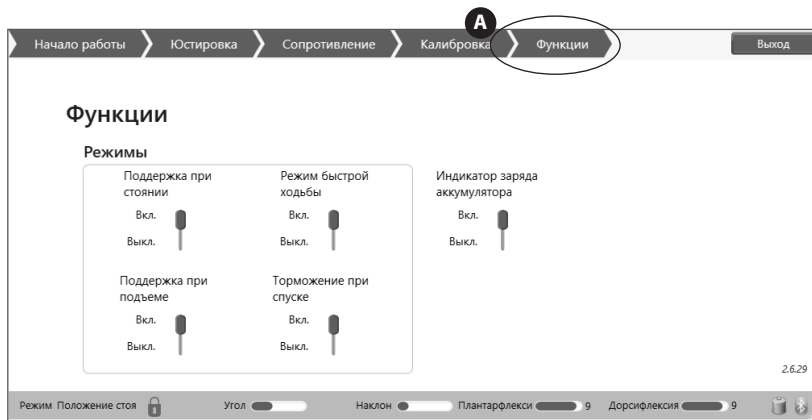 A
Начало работы
Юстировка
Сопротивление
Калибровка
Функции
Выход
Функции
Режимы
Поддержка при
стоянии
Вкл.
Выкл.
Режим быстрой
ходьбы
Вкл.
Выкл.
Индикатор заряда
аккумулятора
Вкл.
Выкл.
Поддержка при
подъеме
Вкл.
Выкл.
Торможение при
спуске
Вкл.
Выкл.
2.6.29
Режим Положение стоя Угол Наклон Плантарфлекси 9 Дорсифлексия 9